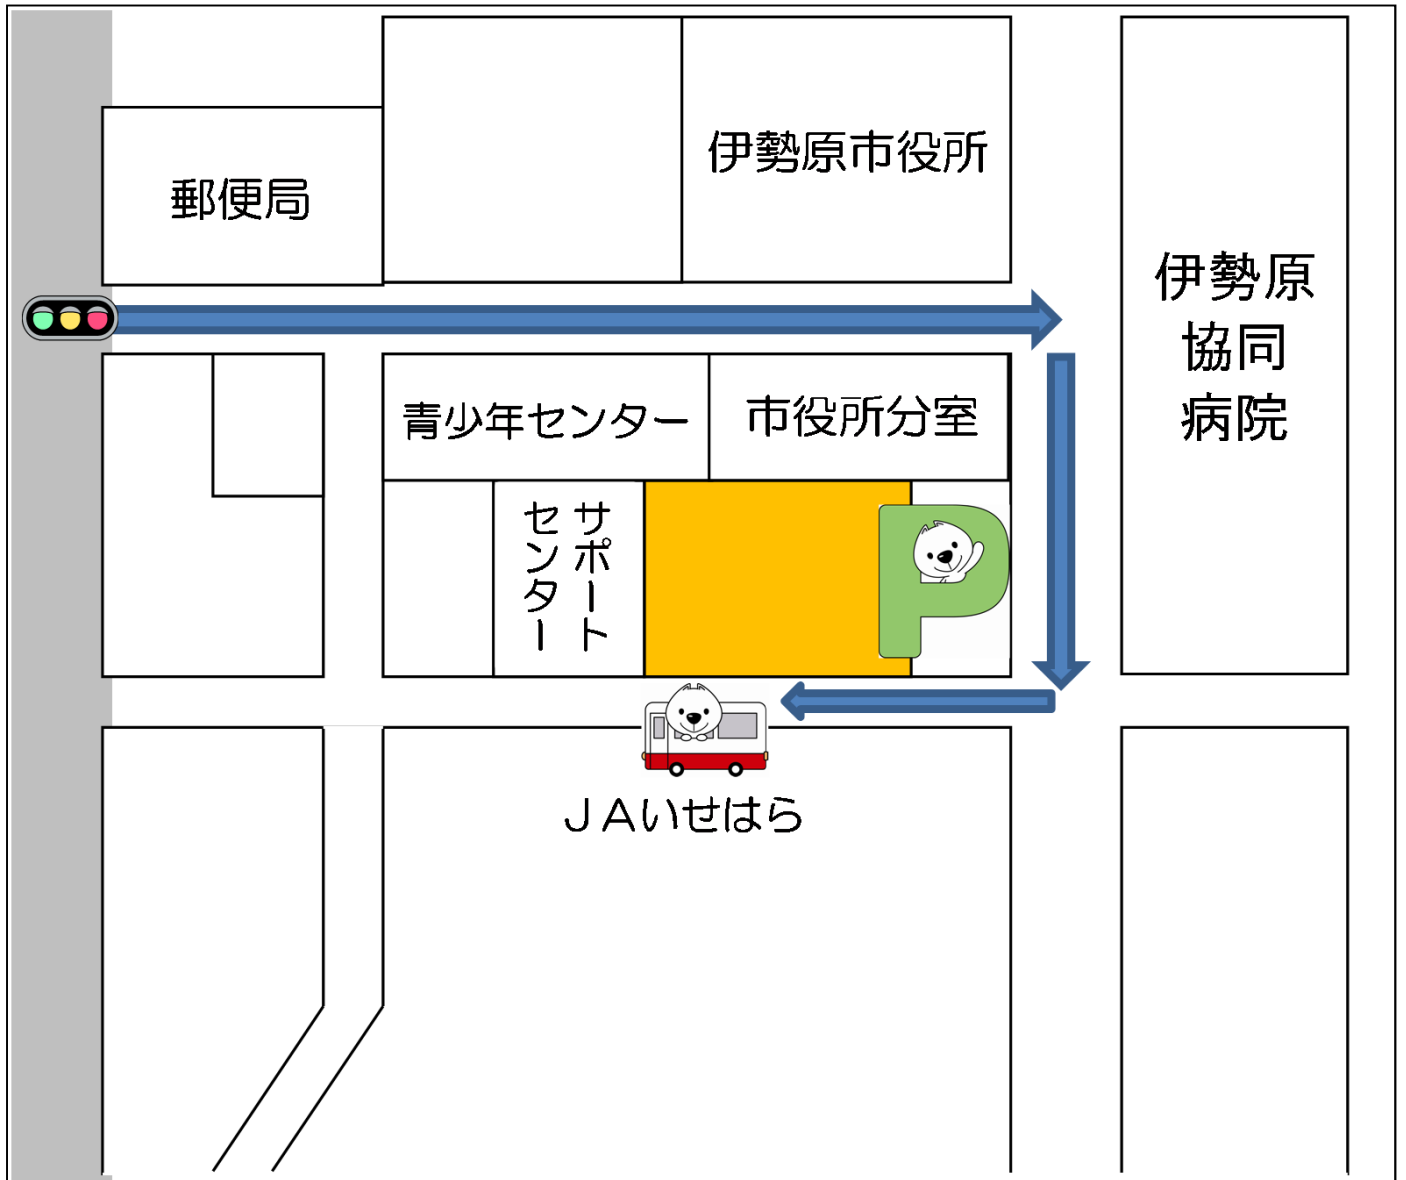 伊勢原市役所
郵便局
伊勢原
協同
病院
青少年センター
市役所分室
サポート
センター
P
ＪＡいせはら